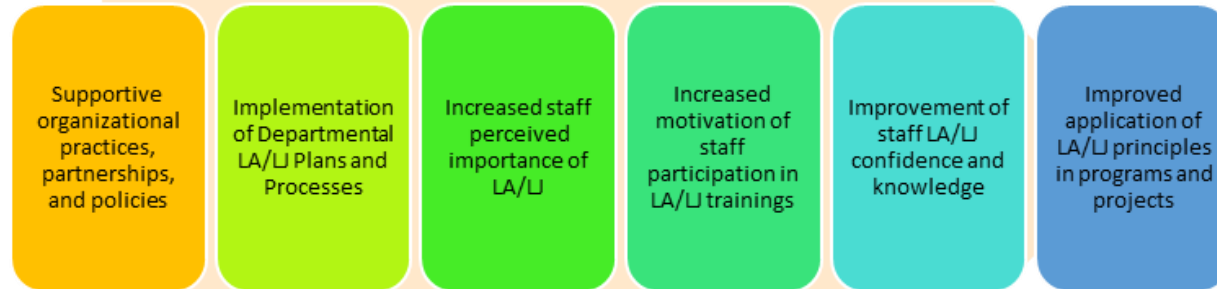 Supportive
organizational
practices,
partnerships,
and policies
Implementation
of Departmental
LA/LJ Plans and
Processes
Increased staff
perceived
importance of
LA/LJ
Increased
motivation of
staff
participation in
LA/LJ trainings
Improvement of
staff LA/LJ
confidence and
knowledge
Improved
application of
LA/LJ principles
in programs and
projects